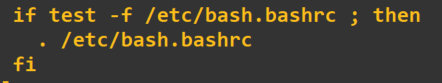 if test -f /etc/bash.bashrc ; then
  . /etc/bash.bashrc
fi